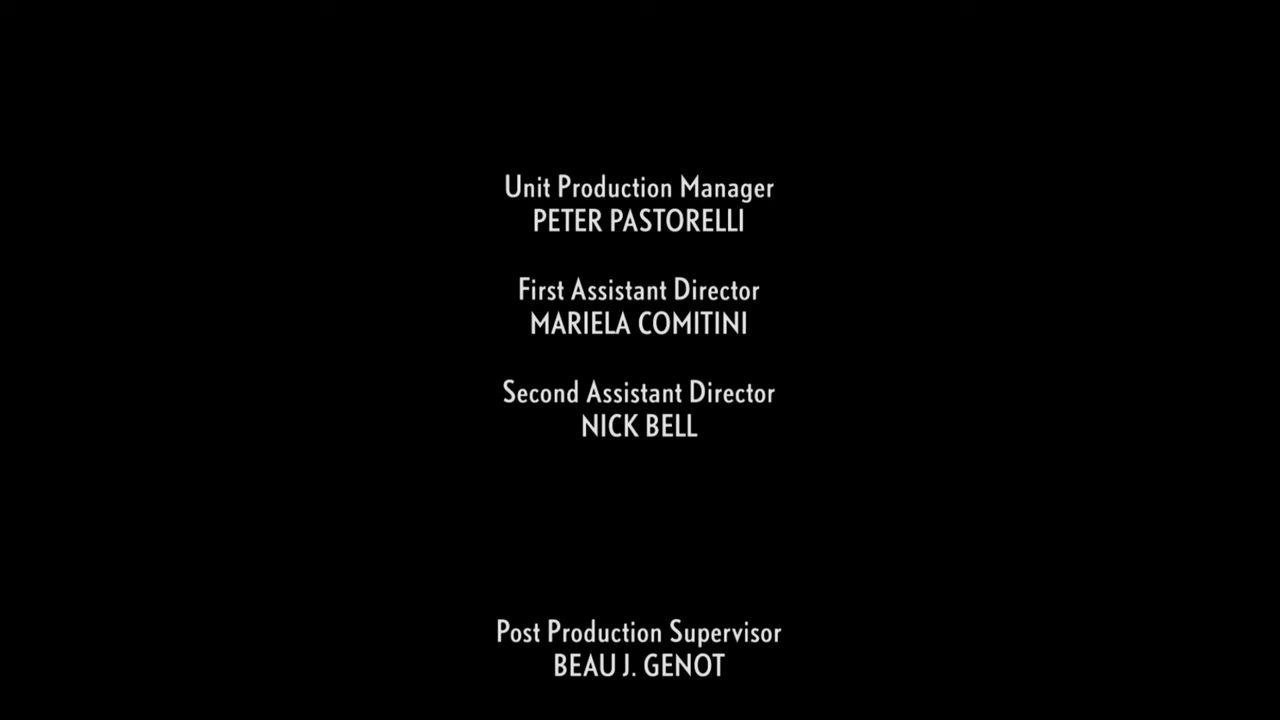 Unit Production Manager
PETER PASTORELLI
First Assistant Director
MARIELA COMITINI
Second Assistant Director
NICK BELL
Post Production Supervisor
BEAU J. GENOT